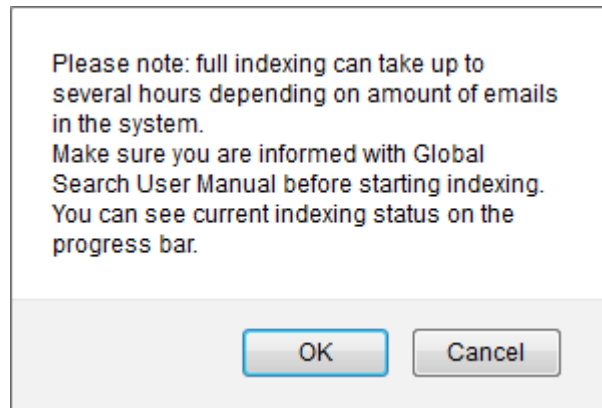 Please note: full indexing can take up to
several hours depending on amount of emails
in the system.
Make sure you are informed with Global
Search User Manual before starting indexing.
You can see current indexing status on the
progress bar.
OK
Cancel